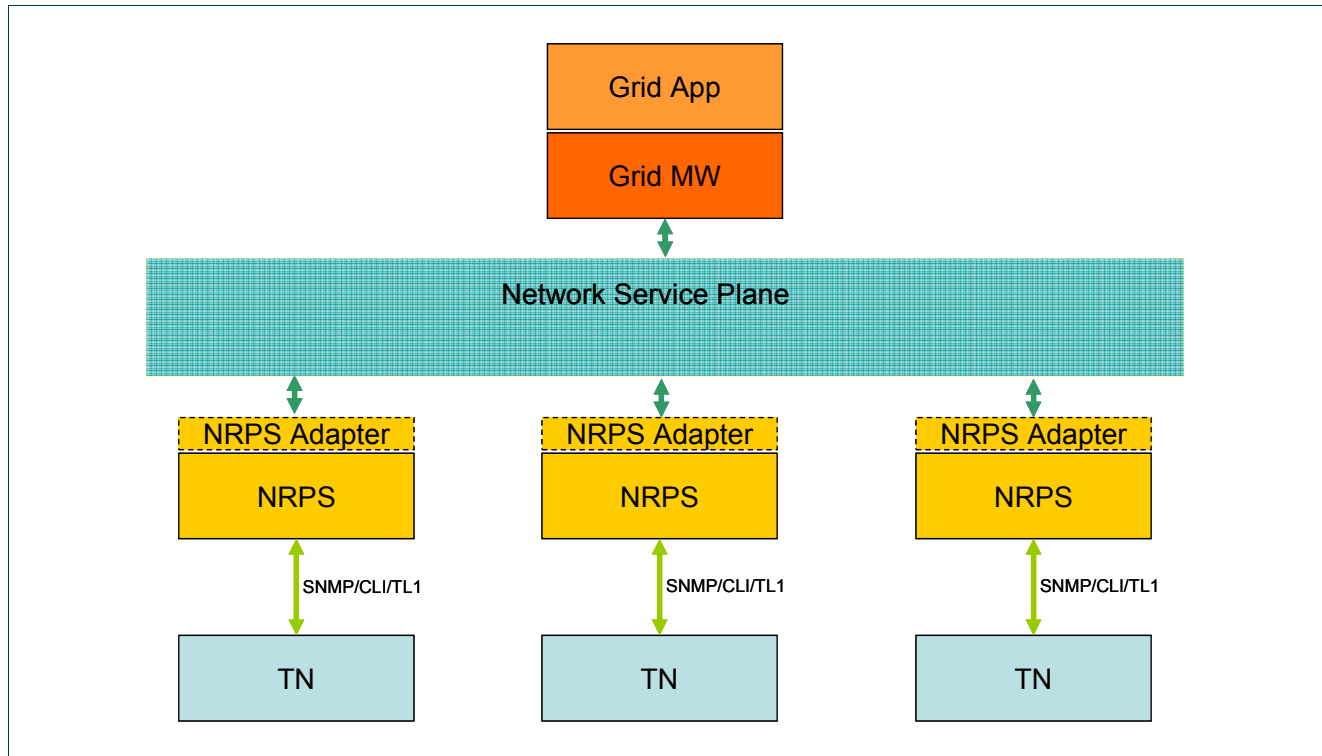 Grid App
Grid MW
Network Service Plane
NRPS Adapter NRPS Adapter NRPS Adapter
NRPS NRPS NRPS
SNMP/CLI/TL1 SNMP/CLI/TL1 SNMP/CLI/TL1
TN TN TN